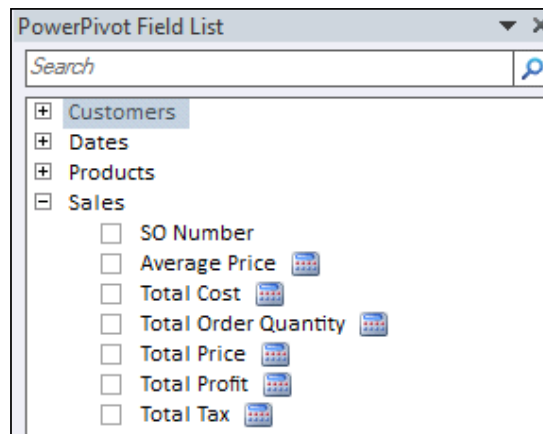 PowerPivot Field List
Search
Customers
Dates
Products
Sales
SO Number
Average Price
Total Cost
Total Order Quantity
Total Price
Total Profit
Total Tax